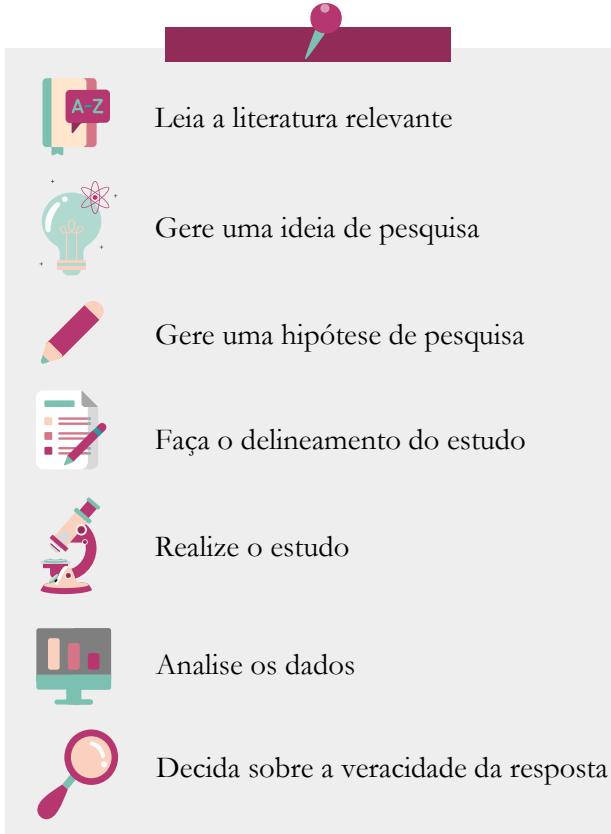 A-Z
Leia a literatura relevante
Gere uma ideia de pesquisa
Gere uma hipótese de pesquisa
Faça o delineamento do estudo
Realize o estudo
Analise os dados
Decida sobre a veracidade da resposta